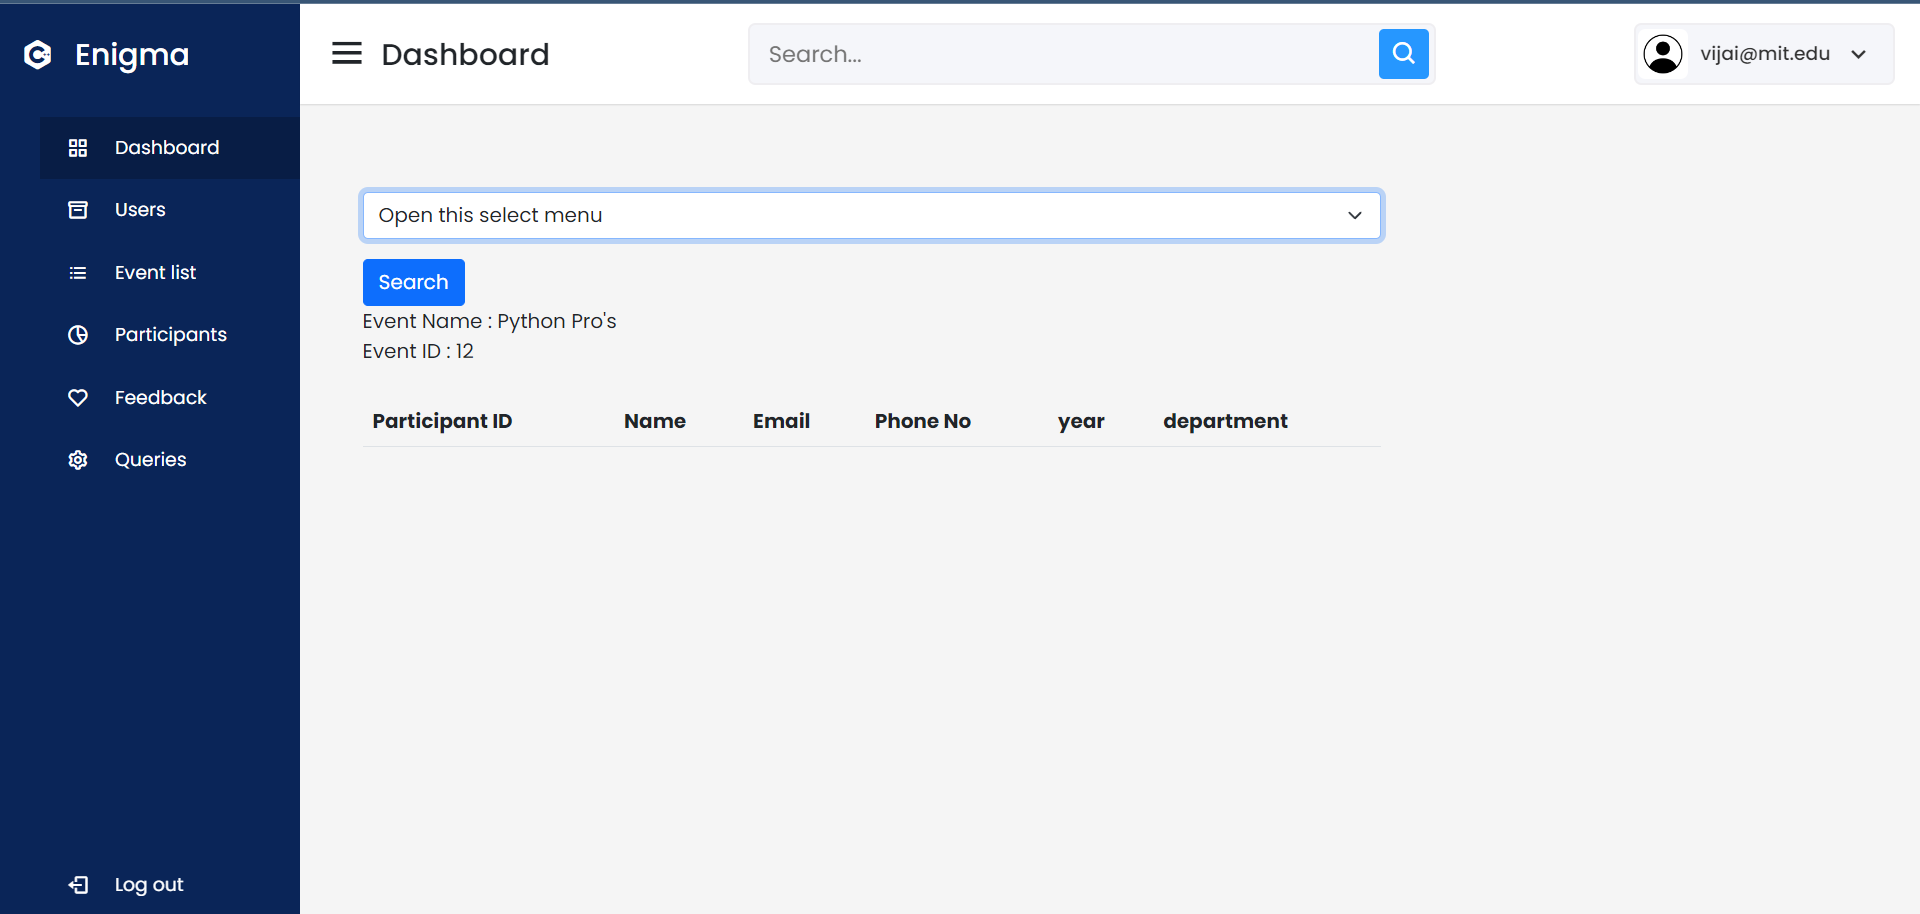 Enigma
Dashboard
Users
Event list
Participants
Feedback
Queries
Log out
Dashboard
Search...
vijai@mit.edu
Open this select menu
Search
Event Name : Python Pro's
Event ID : 12
Participant ID Name Email Phone No year department